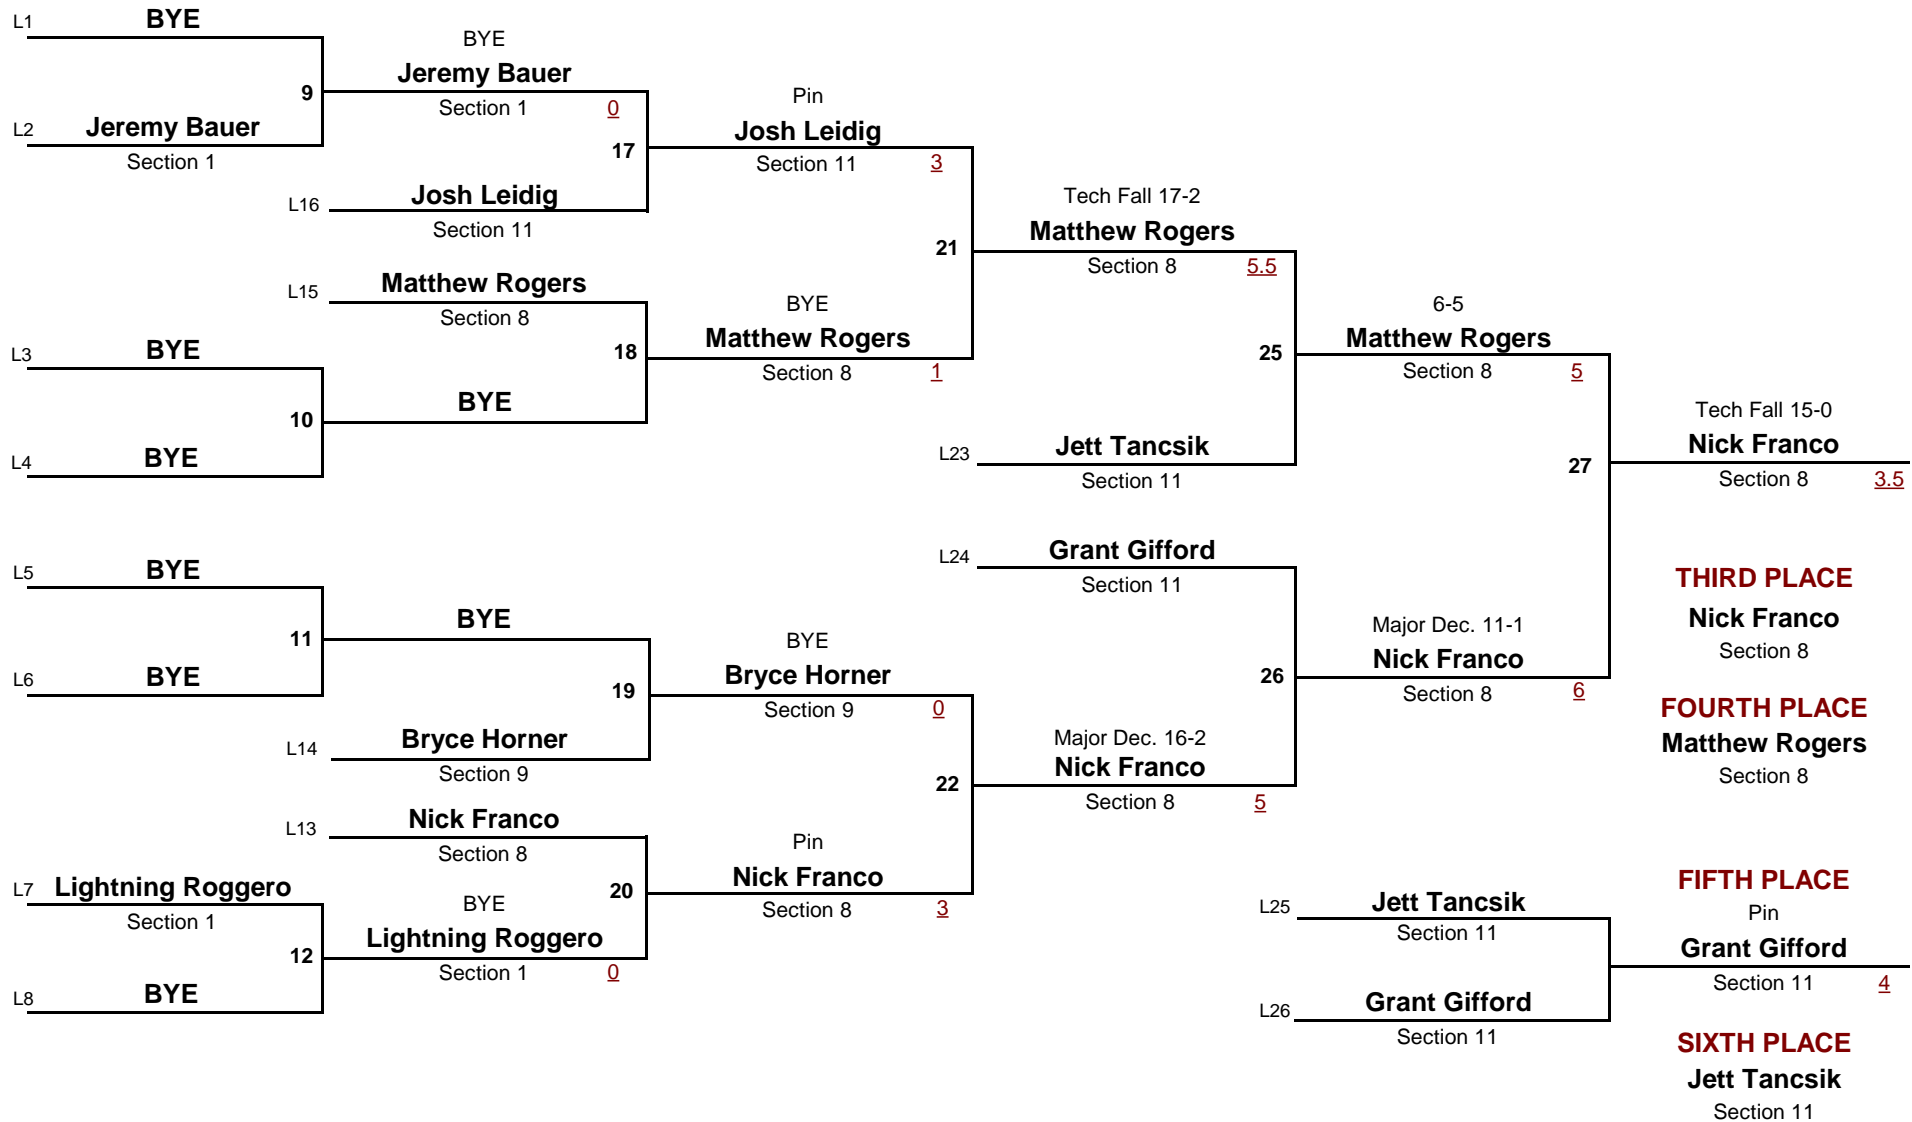 L1 BYE
9
L2 Jeremy Bauer
Section 1
BYE
Jeremy Bauer
Section 1 0
17
L16 Josh Leidig
Section 11
Pin
Josh Leidig
Section 11 3
21
L15 Matthew Rogers
Section 8
18
L3 BYE
10
L4 BYE
BYE
BYE
Matthew Rogers
Section 8 1
Tech Fall 17-2
Matthew Rogers
Section 8 5.5
25
L23 Jett Tancsik
Section 11
6-5
Matthew Rogers
Section 8 5
27
Tech Fall 15-0
Nick Franco
Section 8 3.5
L5 BYE
11
L6 BYE
BYE
19
L14 Bryce Horner
Section 9
BYE
Bryce Horner
Section 9 0
22
L13 Nick Franco
Section 8
20
L7 Lightning Roggero
Section 1
12
L8 BYE
BYE
Lightning Roggero
Section 1 0
Pin
Nick Franco
Section 8 3
L24 Grant Gifford
Section 11
26
Major Dec. 16-2
Nick Franco
Section 8 5
Major Dec. 11-1
Nick Franco
Section 8 6
THIRD PLACE
Nick Franco
Section 8
FOURTH PLACE
Matthew Rogers
Section 8
L25 Jett Tancsik
Section 11
L26 Grant Gifford
Section 11
FIFTH PLACE
Pin
Grant Gifford
Section 11 4
SIXTH PLACE
Jett Tancsik
Section 11